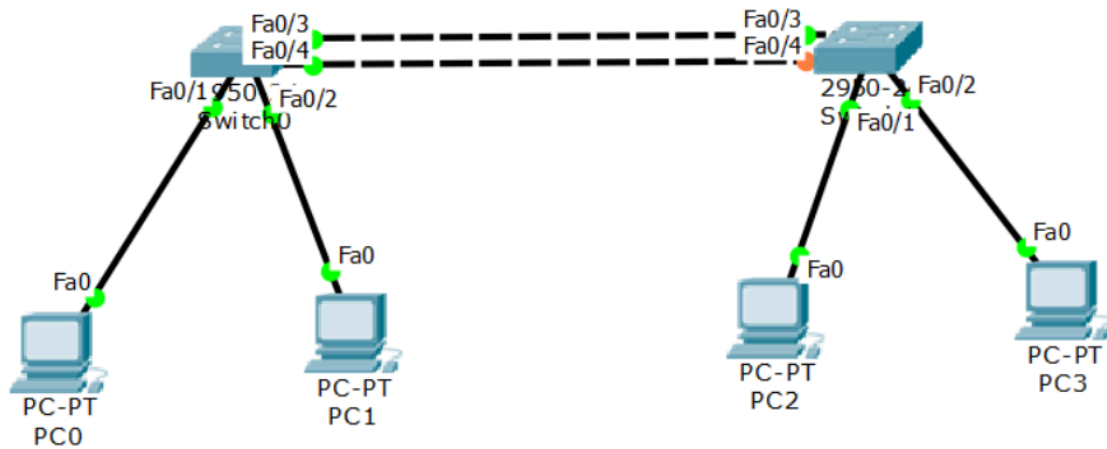 Fa0/3
Fa0/4
Fa0/3
Fa0/4
Fa0/1
Fa0/2
Switch0
Fa0/2
Fa0/1
Fa0
Fa0
Fa0
Fa0
PC-PT
PC0
PC-PT
PC1
PC-PT
PC2
PC-PT
PC3